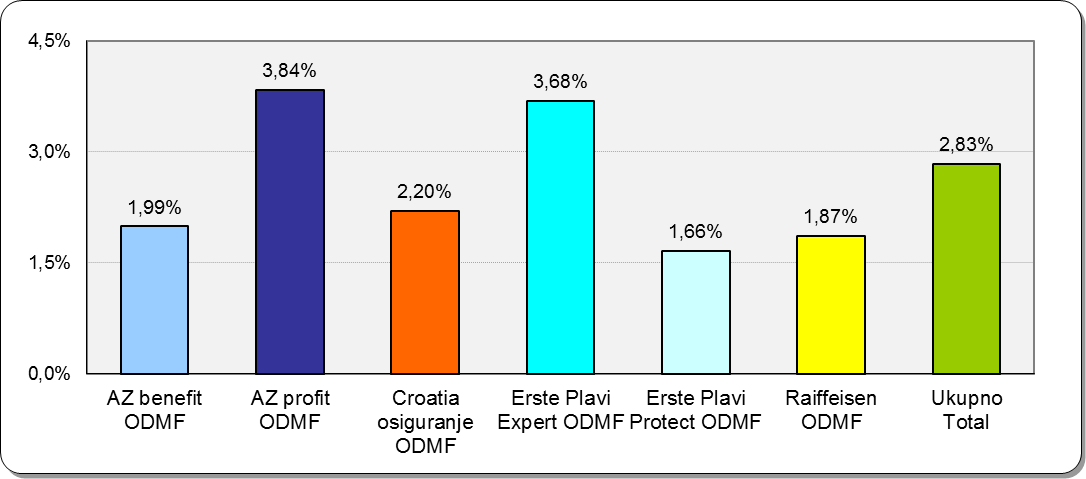 4,5%
3,0%
1,5%
0,0%
1,99%
3,84%
2,20%
3,68%
1,66%
1,87%
2,83%
AZ benefit
ODMF
AZ profit
ODMF
Croatia
osiguranje
ODMF
Erste Plavi
Expert ODMF
Erste Plavi
Protect ODMF
Raiffeisen
ODMF
Ukupno
Total